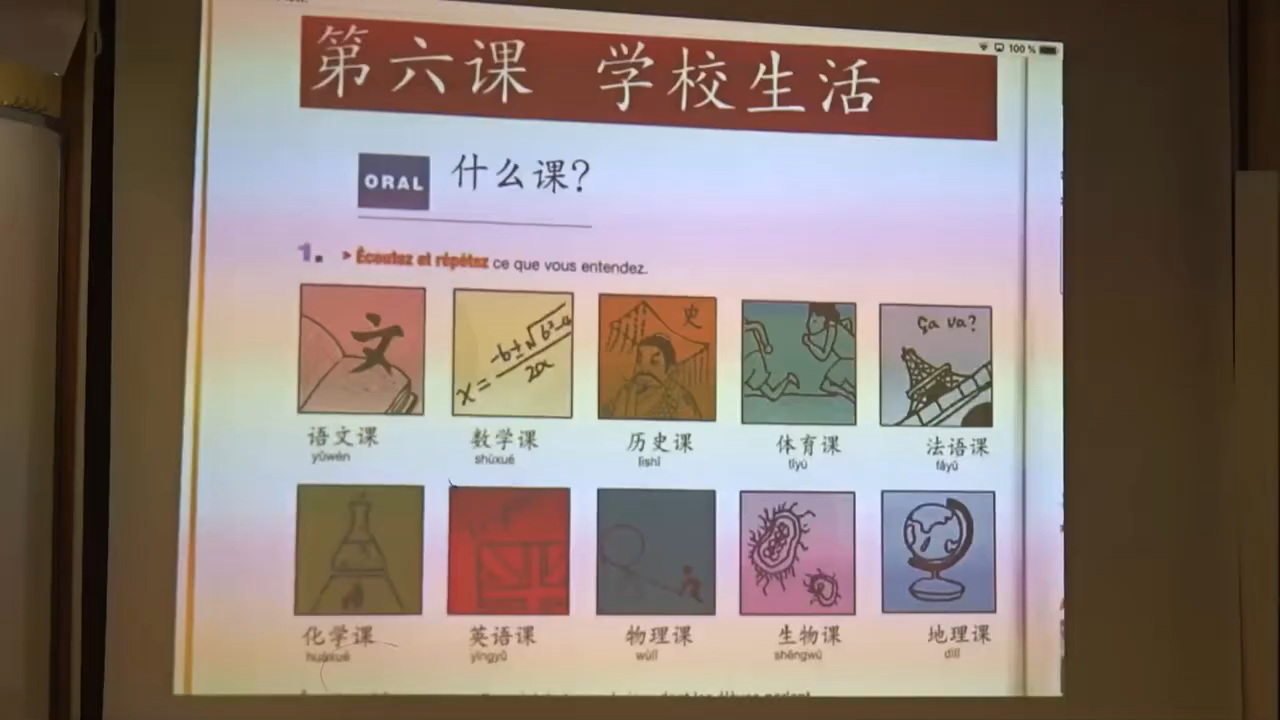 100 %
第六课 学校生活
ORAL 什么课?
1. Écoutez et répétez ce que vous entendez.
文
x = -b±√b²-4 / 2a
史
Ça va?
语文课 数学课 历史课 体育课 法语课
yǔwén shùxué lìshǐ tǐyù fǎyǔ
化学课 英语课 物理课 生物课 地理课
huàxué yīngyǔ wùlǐ shēngwù dìlǐ